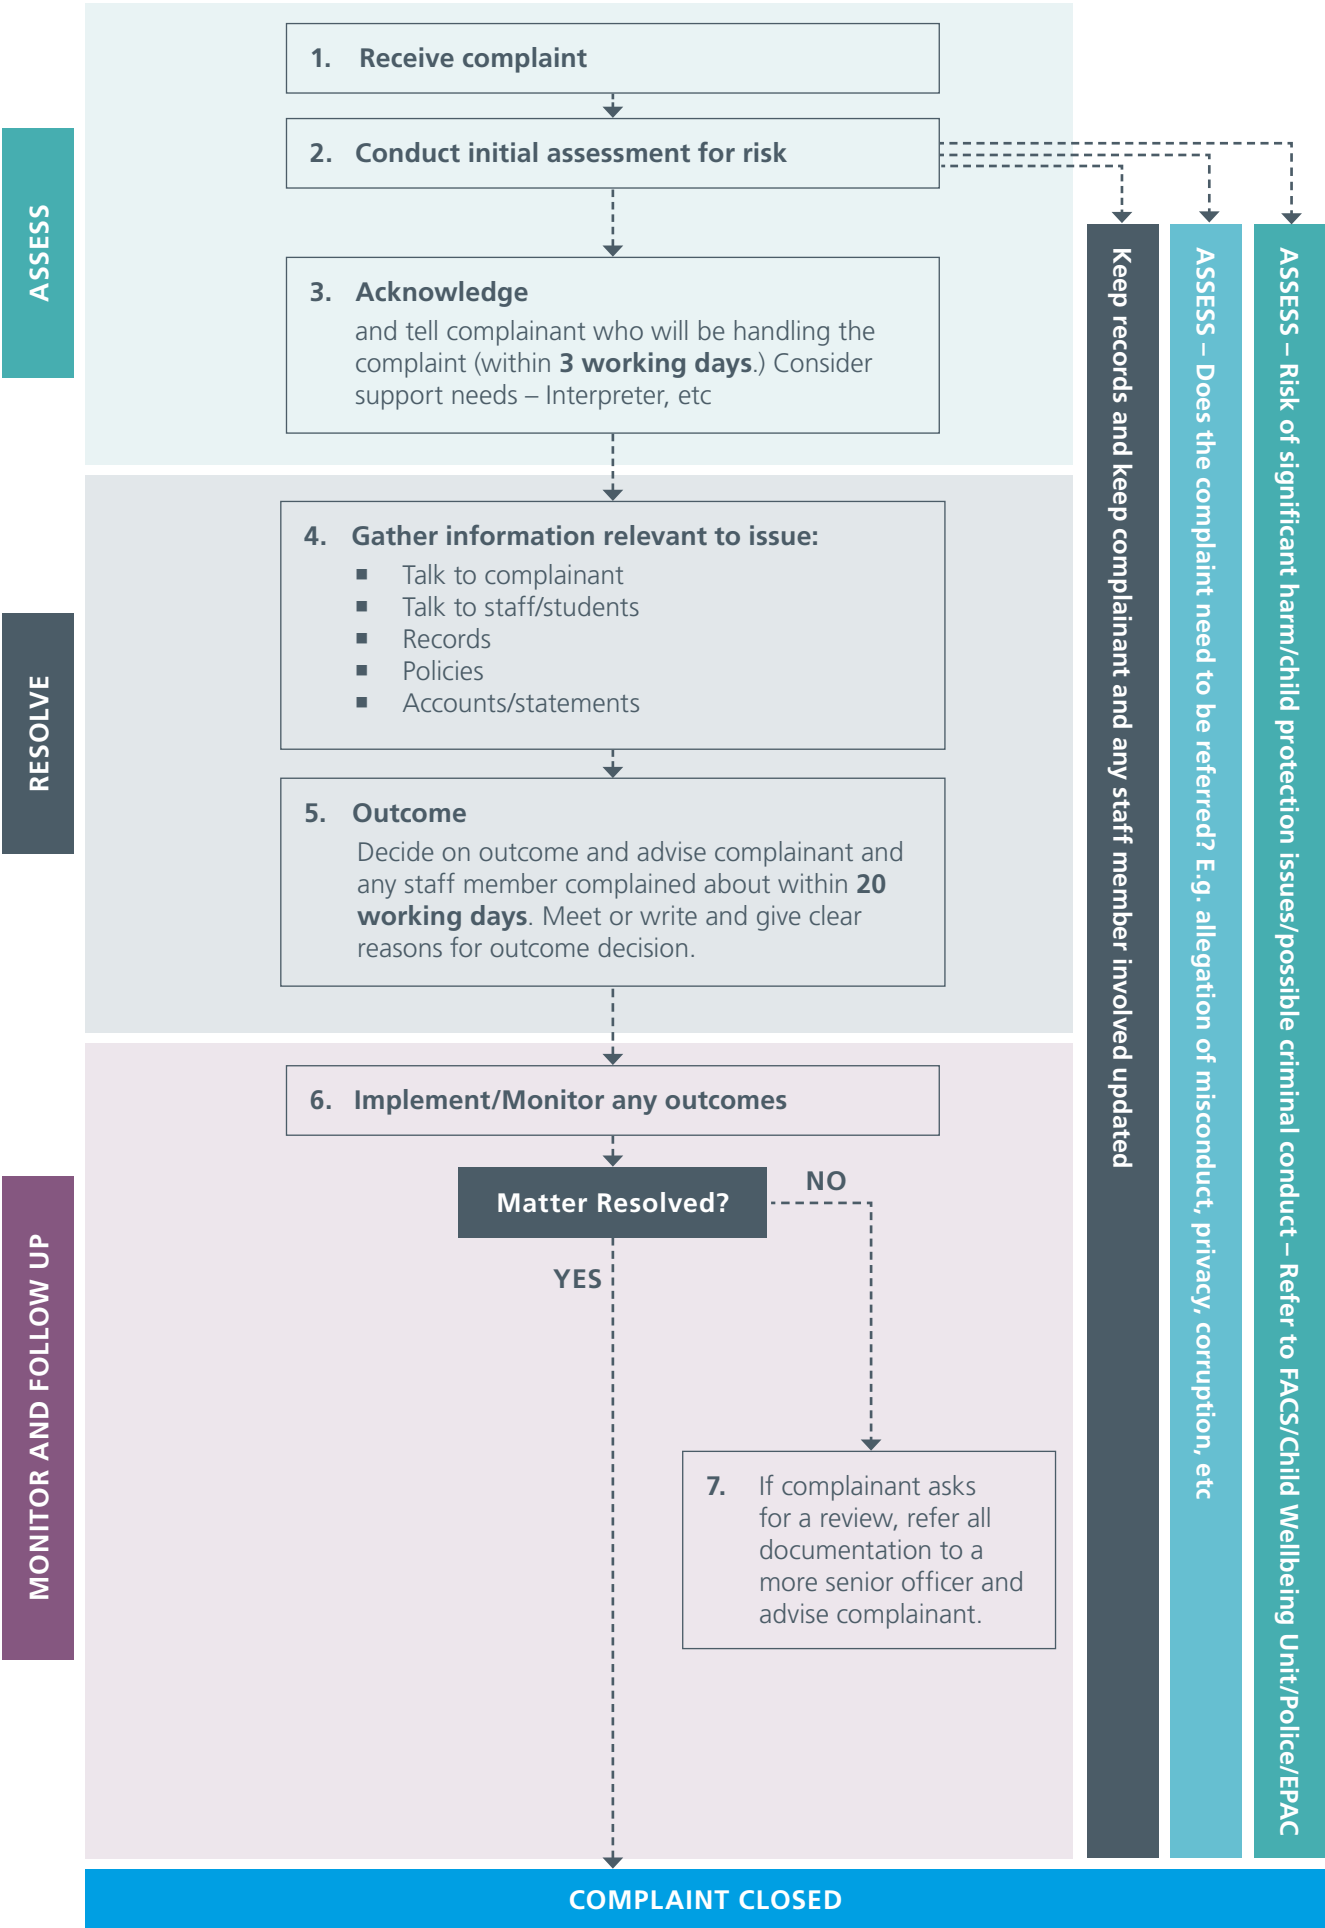 ASSESS
1. Receive complaint
2. Conduct initial assessment for risk
3. Acknowledge
and tell complainant who will be handling the
complaint (within 3 working days.) Consider
support needs – Interpreter, etc
RESOLVE
4. Gather information relevant to issue:
■ Talk to complainant
■ Talk to staff/students
■ Records
■ Policies
■ Accounts/statements
5. Outcome
Decide on outcome and advise complainant and
any staff member complained about within 20
working days. Meet or write and give clear
reasons for outcome decision.
MONITOR AND FOLLOW UP
6. Implement/Monitor any outcomes
Matter Resolved?
NO
YES
7. If complainant asks
for a review, refer all
documentation to a
more senior officer and
advise complainant.
Keep records and keep complainant and any staff member involved updated
ASSESS – Does the complaint need to be referred? E.g. allegation of misconduct, privacy, corruption, etc
ASSESS – Risk of significant harm/child protection issues/possible criminal conduct – Refer to FACS/Child Wellbeing Unit/Police/EPAC
COMPLAINT CLOSED